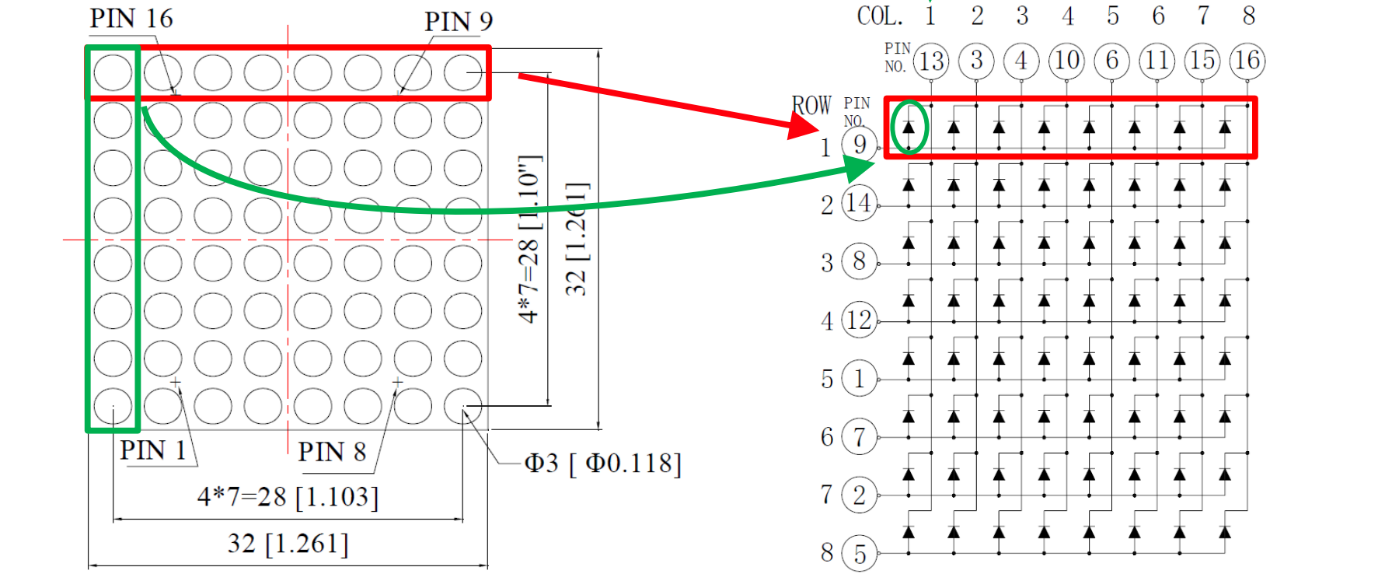 PIN 16
PIN 9
4*7=28 [1.10"]
32 [1.261]
PIN 1
PIN 8
Φ3 [ Φ0.118]
4*7=28 [1.103]
32 [1.261]
COL. 1 2 3 4 5 6 7 8
PIN NO. 13 3 4 10 6 11 15 16
ROW PIN NO.
1 9
2 14
3 8
4 12
5 1
6 7
7 2
8 5